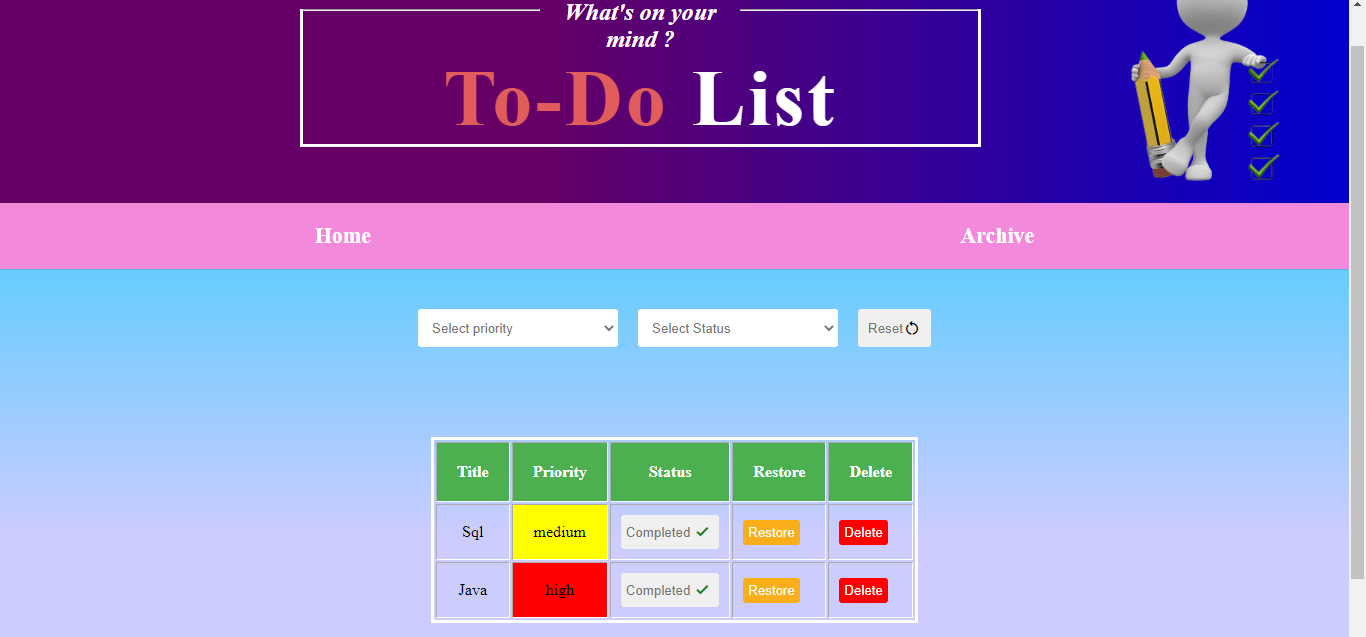 What's on your
mind ?
To-Do List
Home Archive
Select priority Select Status Reset
Title Priority Status Restore Delete
Sql medium Completed Restore Delete
Java high Completed Restore Delete